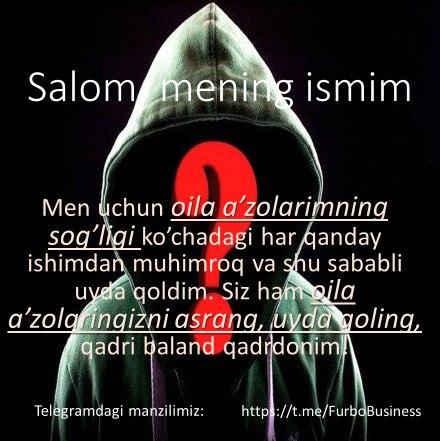 Salom, mening ismim
?
Men uchun oila a’zolarimning
sog’ligi ko’chadagi har qanday
ishimdan muhimroq va shu sababli
uyda qoldim. Siz ham oila
a’zolaringizni asrang, uyda qoling,
qadri baland qadrdonim!
Telegramdagi manzilimiz: https://t.me/FurboBusiness